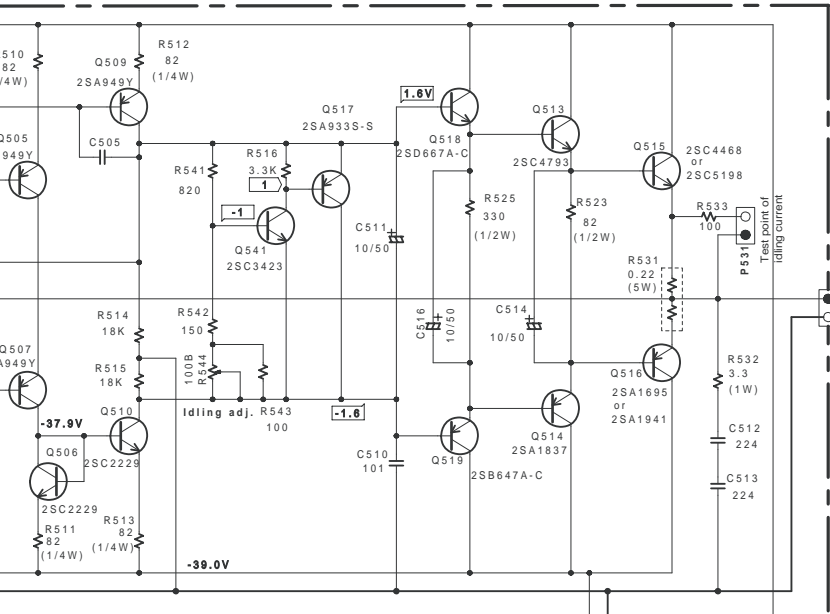 510
82
/4W)
Q505
949Y
Q507
A949Y
-37.9V
Q506
2SC2229
R511
82
(1/4W)
Q509
2SA949Y
R512
82
(1/4W)
C505
R514
18K
R515
18K
Q510
2SC2229
R513
82
(1/4W)
-39.0V
R541
820
R516
3.3K
1
-1
Q541
2SC3423
Q517
2SA933S-S
R542
150
100B
R544
Idling adj.
R543
100
-1.6
C511
10/50
C510
101
1.6V
Q518
2SD667A-C
R525
330
(1/2W)
C516
10/50
Q519
2SB647A-C
Q513
2SC4793
R523
82
(1/2W)
C514
10/50
Q514
2SA1837
Q515
2SC4468
or
2SC5198
R533
100
P531
Test point of
idling current
R531
0.22
(5W)
Q516
2SA1695
or
2SA1941
R532
3.3
(1W)
C512
224
C513
224